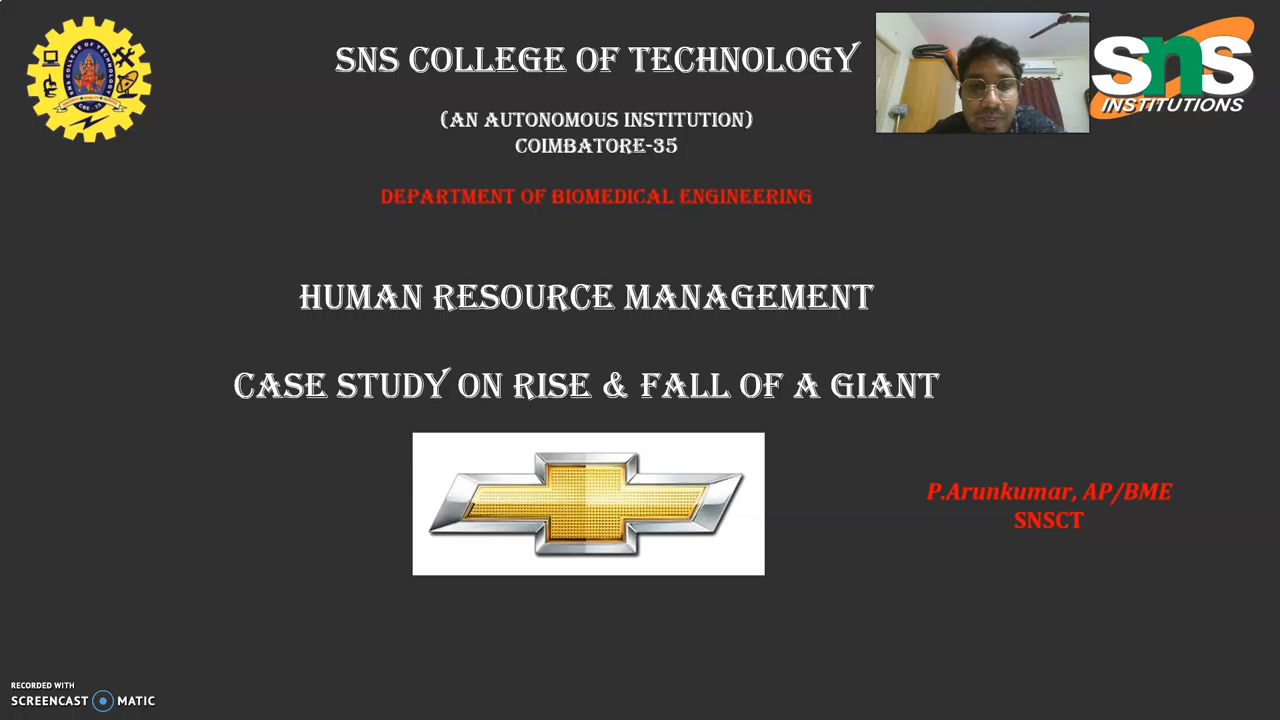 SNS COLLEGE OF TECHNOLOGY
(AN AUTONOMOUS INSTITUTION)
COIMBATORE-35
DEPARTMENT OF BIOMEDICAL ENGINEERING
SNS
INSTITUTIONS
HUMAN RESOURCE MANAGEMENT
CASE STUDY ON RISE & FALL OF A GIANT
P.Arunkumar, AP/BME
SNSCT
RECORDED WITH
SCREENCAST MATIC